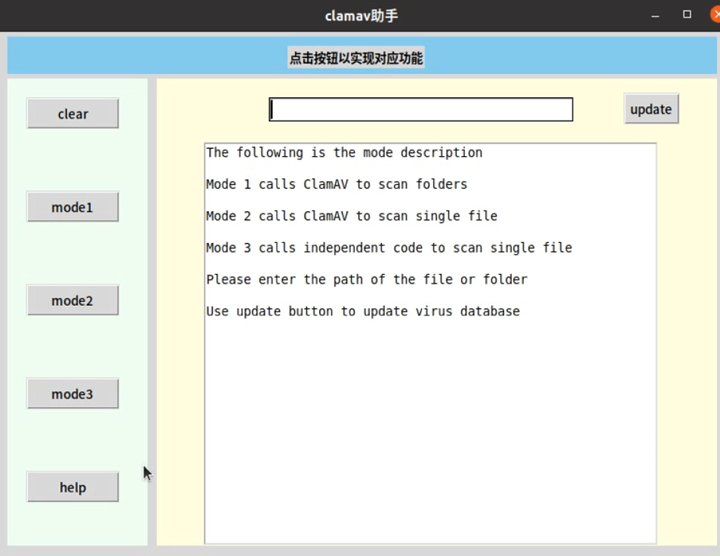 clamav助手
点击按钮以实现对应功能
clear
update
The following is the mode description
mode1
Mode 1 calls ClamAV to scan folders
Mode 2 calls ClamAV to scan single file
Mode 3 calls independent code to scan single file
Please enter the path of the file or folder
mode2
Use update button to update virus database
mode3
help